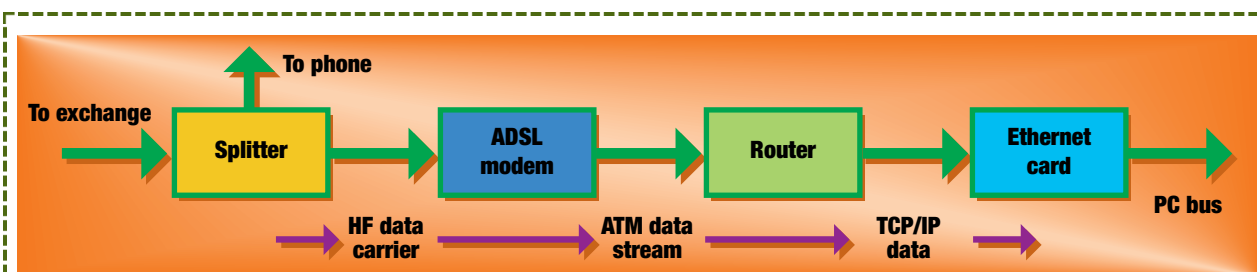 To phone
To exchange
Splitter
ADSL
modem
Router
Ethernet
card
PC bus
HF data
carrier
ATM data
stream
TCP/IP
data